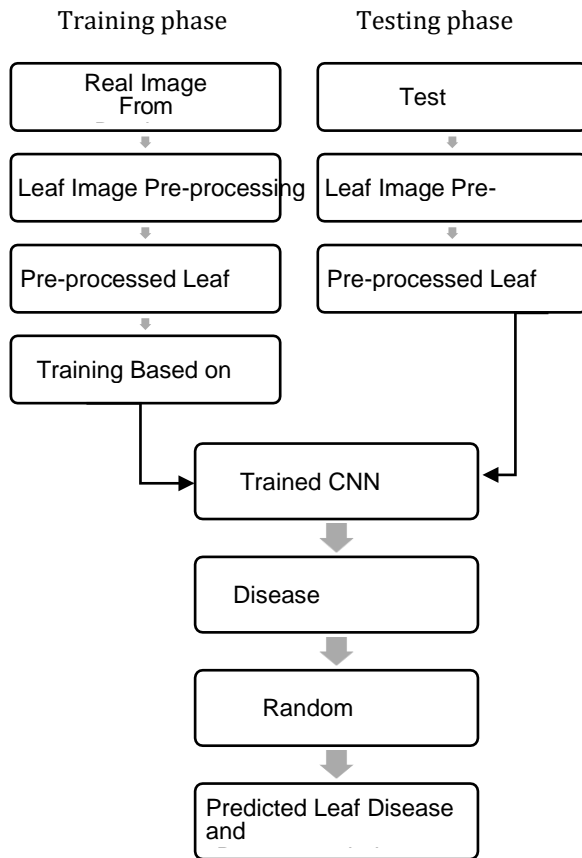 Training phase
Testing phase
Real Image
From
Test
Leaf Image Pre-processing
Leaf Image Pre-
Pre-processed Leaf
Pre-processed Leaf
Training Based on
Trained CNN
Disease
Random
Predicted Leaf Disease
and